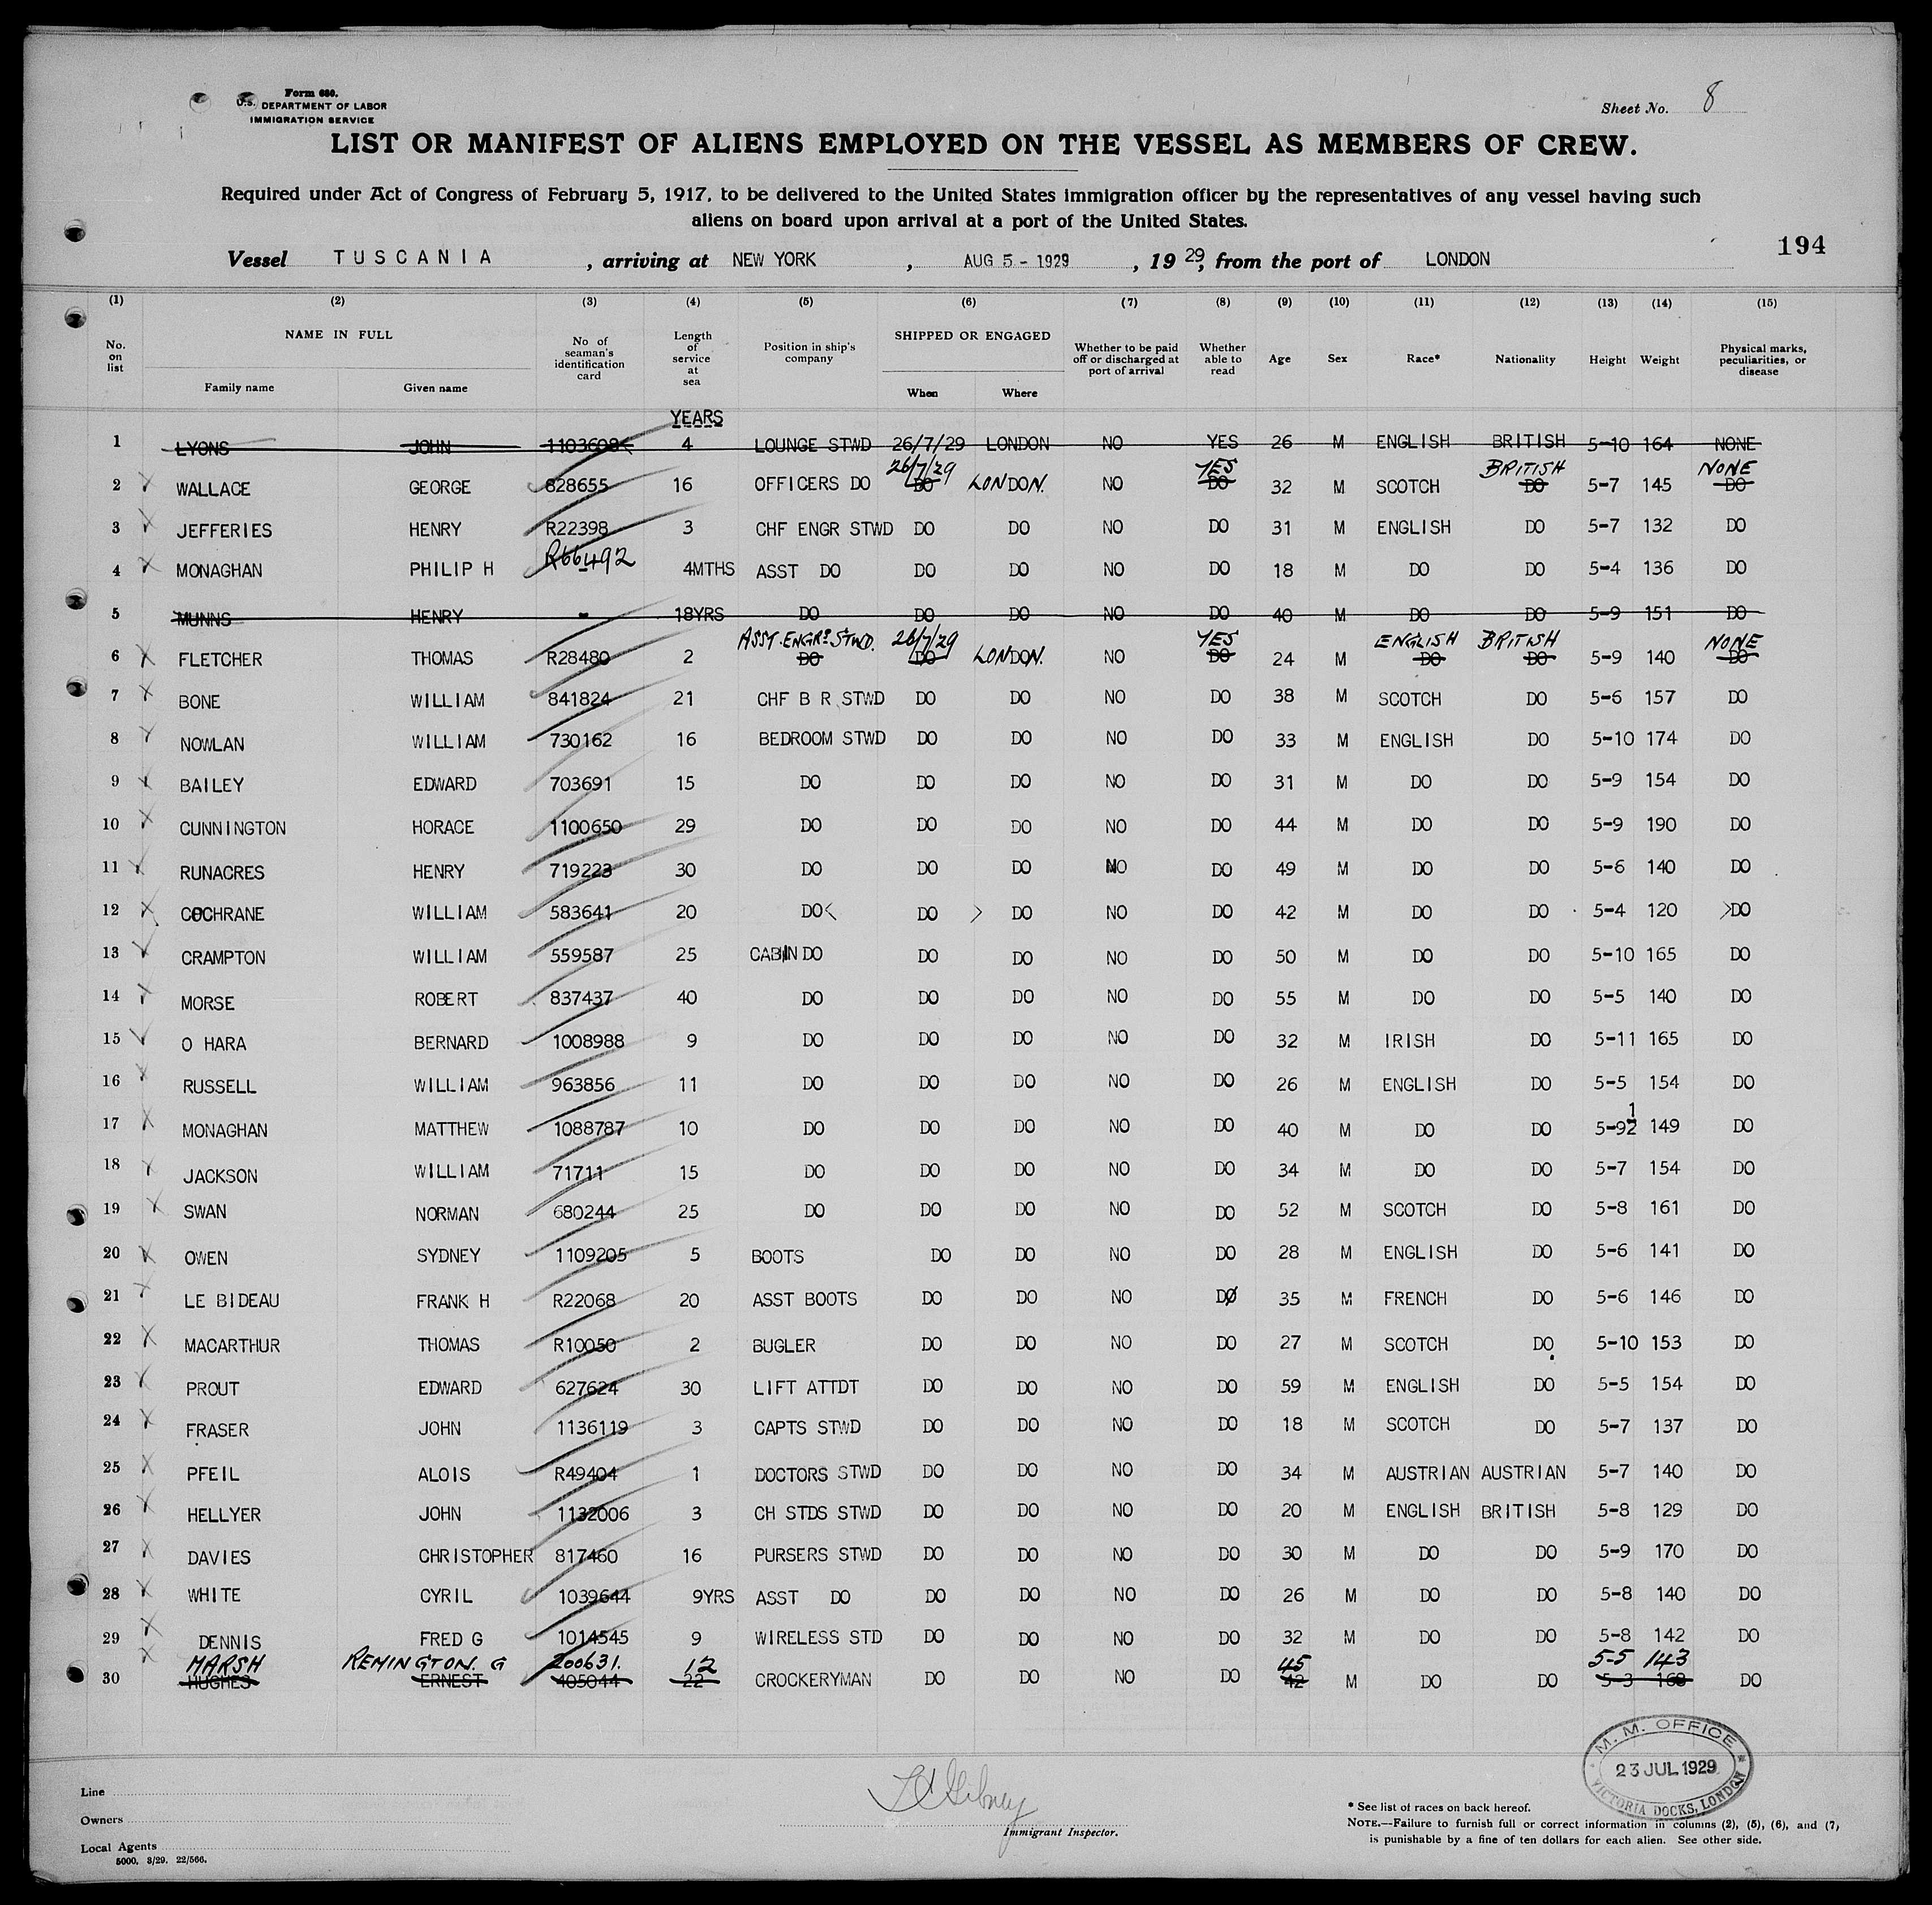 Form 680.
U.S. DEPARTMENT OF LABOR
IMMIGRATION SERVICE
Sheet No. 8
LIST OR MANIFEST OF ALIENS EMPLOYED ON THE VESSEL AS MEMBERS OF CREW.
Required under Act of Congress of February 5, 1917, to be delivered to the United States immigration officer by the representatives of any vessel having such
aliens on board upon arrival at a port of the United States.
194
Vessel TUSCANIA, arriving at NEW YORK, AUG 5 - 1929, 19 29, from the port of LONDON
(1) (2) (3) (4) (5) (6) (7) (8) (9) (10) (11) (12) (13) (14) (15)
No. on list NAME IN FULL Family name Given name No of seaman's identification card Length of service at sea Position in ship's company SHIPPED OR ENGAGED When Where Whether to be paid off or discharged at port of arrival Whether able to read Age Sex Race* Nationality Height Weight Physical marks, peculiarities, or disease
YEARS
1 LYONS JOHN 1103608 4 LOUNGE STWD 26/7/29 LONDON NO YES 26 M ENGLISH BRITISH 5-10 164 NONE
26/7/29 YES BRITISH NONE
2 WALLACE GEORGE 828655 16 OFFICERS DO DO LONDON. NO DO 32 M SCOTCH DO 5-7 145 DO
3 JEFFERIES HENRY R22398 3 CHF ENGR STWD DO DO NO DO 31 M ENGLISH DO 5-7 132 DO
4 MONAGHAN PHILIP H R66492 4MTHS ASST DO DO DO NO DO 18 M DO DO 5-4 136 DO
5 MUNNS HENRY - 18YRS DO DO DO NO DO 40 M DO DO 5-9 151 DO
ASST. ENGRS STWD. 26/7/29 YES ENGLISH BRITISH NONE
6 FLETCHER THOMAS R28480 2 DO DO LONDON. NO DO 24 M DO DO 5-9 140 DO
7 BONE WILLIAM 841824 21 CHF B R STWD DO DO NO DO 38 M SCOTCH DO 5-6 157 DO
8 NOWLAN WILLIAM 730162 16 BEDROOM STWD DO DO NO DO 33 M ENGLISH DO 5-10 174 DO
9 BAILEY EDWARD 703691 15 DO DO DO NO DO 31 M DO DO 5-9 154 DO
10 CUNNINGTON HORACE 1100650 29 DO DO DO NO DO 44 M DO DO 5-9 190 DO
11 RUNACRES HENRY 719223 30 DO DO DO NO DO 49 M DO DO 5-6 140 DO
12 COCHRANE WILLIAM 583641 20 DO< DO > DO NO DO 42 M DO DO 5-4 120 >DO
13 CRAMPTON WILLIAM 559587 25 CABIN DO DO DO NO DO 50 M DO DO 5-10 165 DO
14 MORSE ROBERT 837437 40 DO DO DO NO DO 55 M DO DO 5-5 140 DO
15 O HARA BERNARD 1008988 9 DO DO DO NO DO 32 M IRISH DO 5-11 165 DO
16 RUSSELL WILLIAM 963856 11 DO DO DO NO DO 26 M ENGLISH DO 5-5 154 DO
17 MONAGHAN MATTHEW 1088787 10 DO DO DO NO DO 40 M DO DO 5-9½ 149 DO
18 JACKSON WILLIAM 71711 15 DO DO DO NO DO 34 M DO DO 5-7 154 DO
19 SWAN NORMAN 680244 25 DO DO DO NO DO 52 M SCOTCH DO 5-8 161 DO
20 OWEN SYDNEY 1109205 5 BOOTS DO DO NO DO 28 M ENGLISH DO 5-6 141 DO
21 LE BIDEAU FRANK H R22068 20 ASST BOOTS DO DO NO DO 35 M FRENCH DO 5-6 146 DO
22 MACARTHUR THOMAS R10050 2 BUGLER DO DO NO DO 27 M SCOTCH DO 5-10 153 DO
23 PROUT EDWARD 627624 30 LIFT ATTDT DO DO NO DO 59 M ENGLISH DO 5-5 154 DO
24 FRASER JOHN 1136119 3 CAPTS STWD DO DO NO DO 18 M SCOTCH DO 5-7 137 DO
25 PFEIL ALOIS R49404 1 DOCTORS STWD DO DO NO DO 34 M AUSTRIAN AUSTRIAN 5-7 140 DO
26 HELLYER JOHN 1132006 3 CH STDS STWD DO DO NO DO 20 M ENGLISH BRITISH 5-8 129 DO
27 DAVIES CHRISTOPHER 817460 16 PURSERS STWD DO DO NO DO 30 M DO DO 5-9 170 DO
28 WHITE CYRIL 1039644 9YRS ASST DO DO DO NO DO 26 M DO DO 5-8 140 DO
29 DENNIS FRED G 1014545 9 WIRELESS STD DO DO NO DO 32 M DO DO 5-8 142 DO
MARSH REMINGTON. G 200631. 12 45 5-5 143
30 HUGHES ERNEST 405044 22 CROCKERYMAN DO DO NO DO 42 M DO DO 5-3 168 DO
M. M. OFFICE
23 JUL 1929
VICTORIA DOCKS, LONDON
Line
Owners
Local Agents
5000. 3/29. 22/566.
Immigrant Inspector.
* See list of races on back hereof.
NOTE.—Failure to furnish full or correct information in columns (2), (5), (6), and (7,
is punishable by a fine of ten dollars for each alien. See other side.